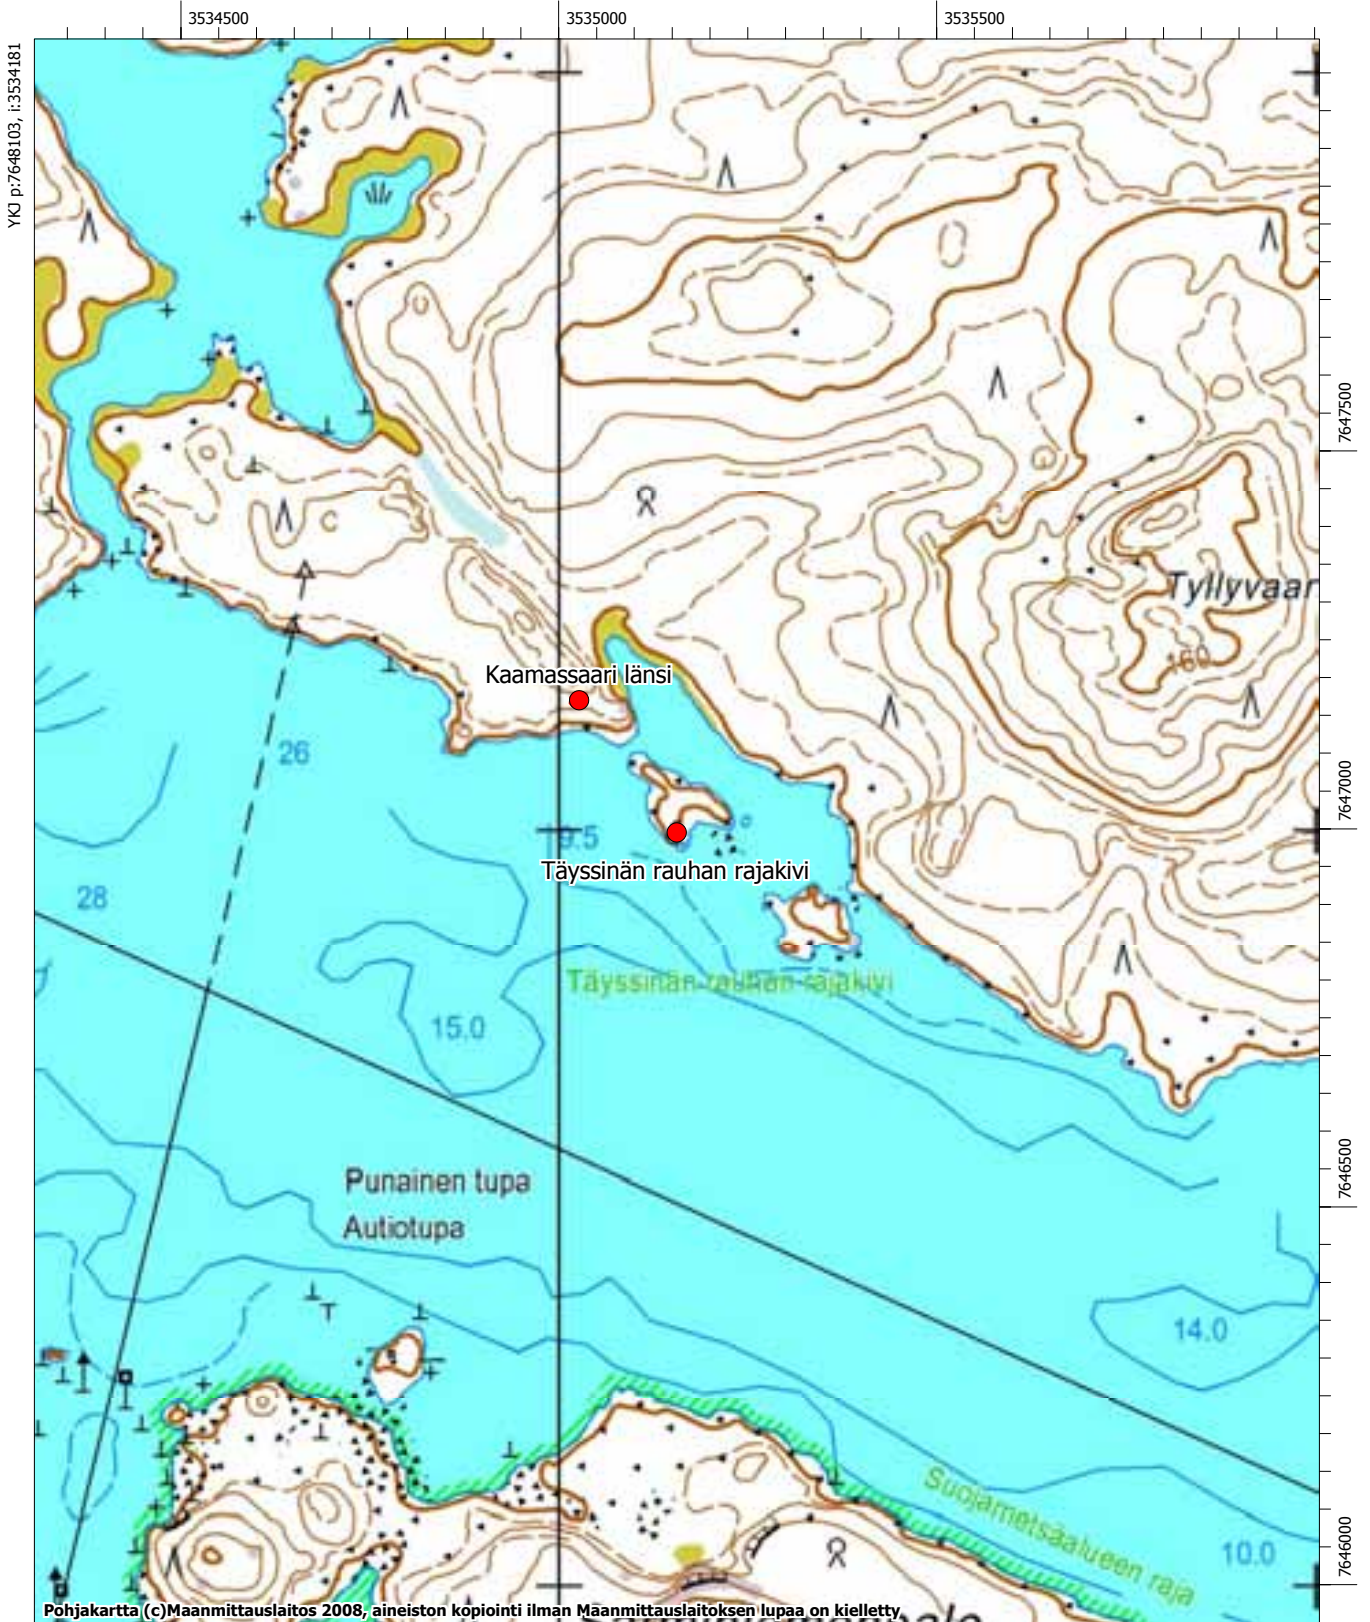 3534500
3535000
3535500
YKJ p:7648103, i:3534181
7647500
Tyllyvaar
160
Kaamassaari länsi
26
7647000
19.5
Täyssinän rauhan rajakivi
28
Täyssinän rauhan rajakivi
15.0
7646500
Punainen tupa
Autiotupa
14.0
Suojametsäalueen raja
10.0
7646000
Pohjakartta (c)Maanmittauslaitos 2008, aineiston kopiointi ilman Maanmittauslaitoksen lupaa on kielletty